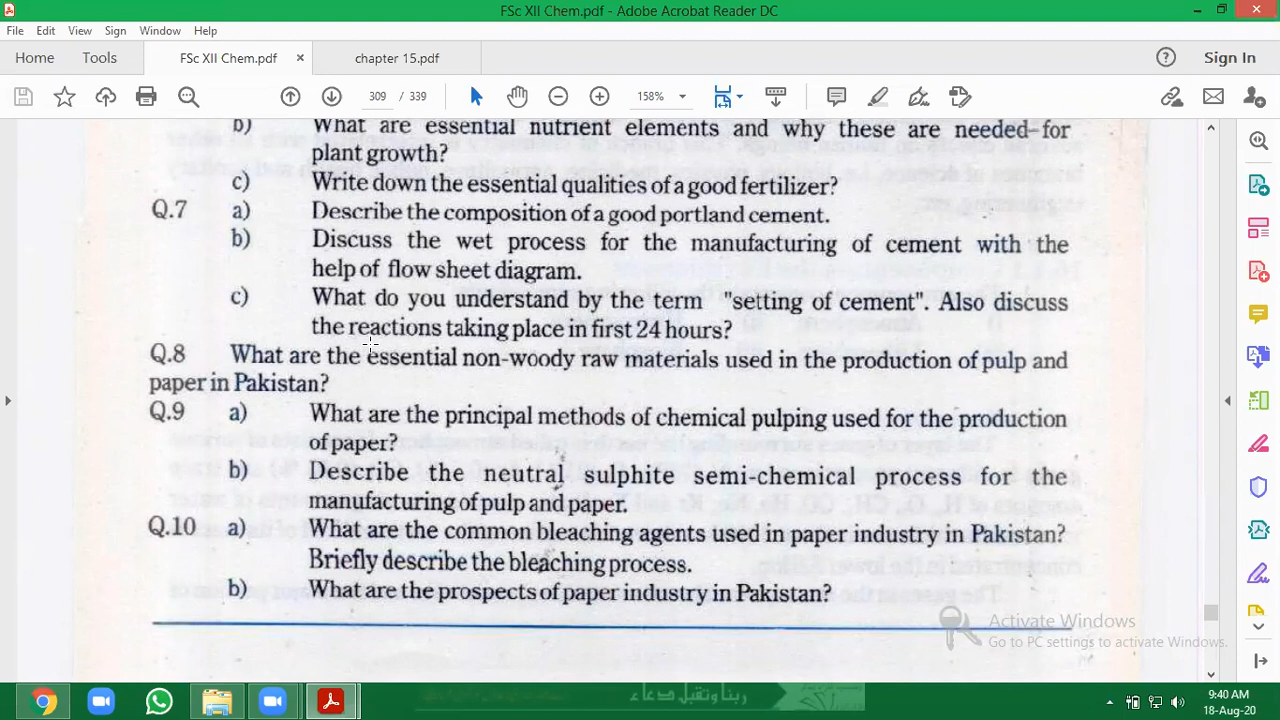 FSc XII Chem.pdf - Adobe Acrobat Reader DC
File Edit View Sign Window Help
Home Tools FSc XII Chem.pdf × chapter 15.pdf Sign In
309 / 339 158%
b) What are essential nutrient elements and why these are needed for
plant growth?
c) Write down the essential qualities of a good fertilizer?
Q.7 a) Describe the composition of a good portland cement.
b) Discuss the wet process for the manufacturing of cement with the
help of flow sheet diagram.
c) What do you understand by the term "setting of cement". Also discuss
the reactions taking place in first 24 hours?
Q.8 What are the essential non-woody raw materials used in the production of pulp and
paper in Pakistan?
Q.9 a) What are the principal methods of chemical pulping used for the production
of paper?
b) Describe the neutral sulphite semi-chemical process for the
manufacturing of pulp and paper.
Q.10 a) What are the common bleaching agents used in paper industry in Pakistan?
Briefly describe the bleaching process.
b) What are the prospects of paper industry in Pakistan?
Activate Windows
Go to PC settings to activate Windows.
ربنا وتقبل دعاء
9:40 AM
18-Aug-20